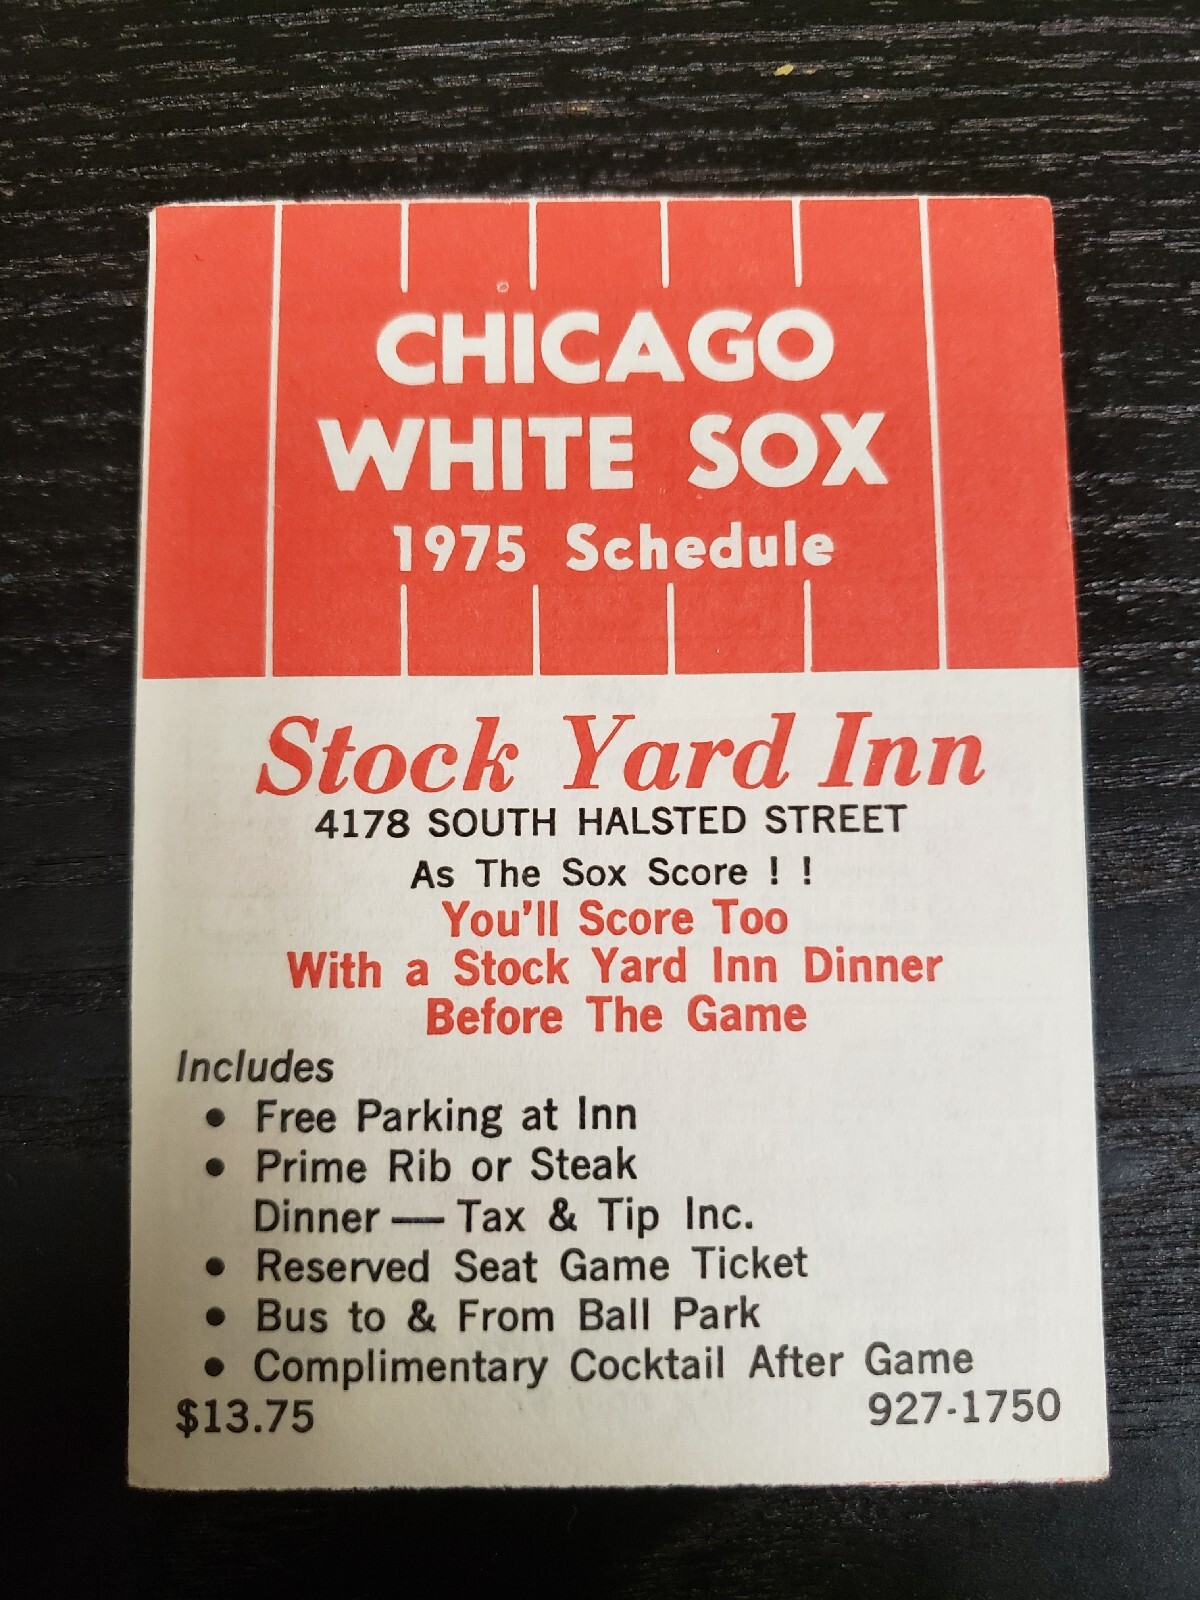 CHICAGO
WHITE SOX
1975 Schedule
Stock Yard Inn
4178 SOUTH HALSTED STREET
As The Sox Score ! !
You'll Score Too
With a Stock Yard Inn Dinner
Before The Game
Includes
• Free Parking at Inn
• Prime Rib or Steak
Dinner — Tax & Tip Inc.
• Reserved Seat Game Ticket
• Bus to & From Ball Park
• Complimentary Cocktail After Game
$13.75 927-1750